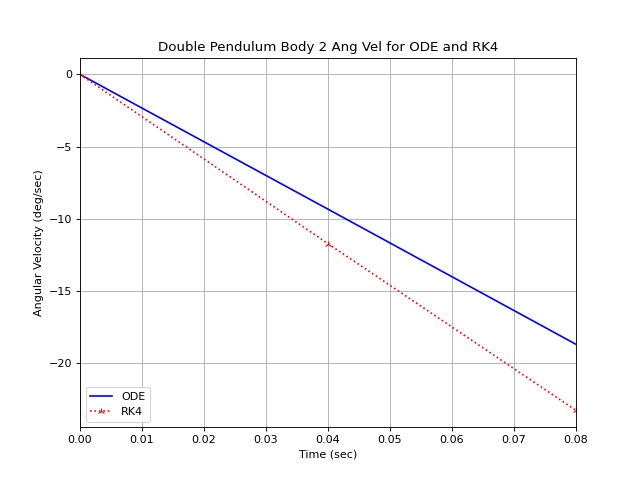 Double Pendulum Body 2 Ang Vel for ODE and RK4
0
−5
−10
−15
−20
Angular Velocity (deg/sec)
ODE
RK4
0.00 0.01 0.02 0.03 0.04 0.05 0.06 0.07 0.08
Time (sec)